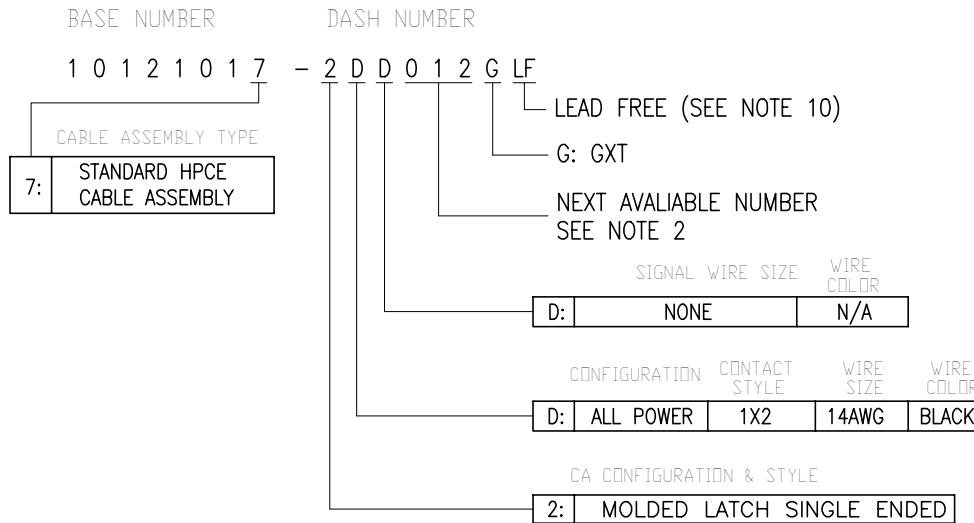 BASE NUMBER DASH NUMBER
10121017 - 2DD012GLF
LEAD FREE (SEE NOTE 10)
CABLE ASSEMBLY TYPE
G: GXT
7: STANDARD HPCE
CABLE ASSEMBLY
NEXT AVALIABLE NUMBER
SEE NOTE 2
SIGNAL WIRE SIZE WIRE
COLOR
D: NONE N/A
CONFIGURATION CONTACT
STYLE WIRE
SIZE WIRE
COLOR
D: ALL POWER 1X2 14AWG BLACK
CA CONFIGURATION & STYLE
2: MOLDED LATCH SINGLE ENDED